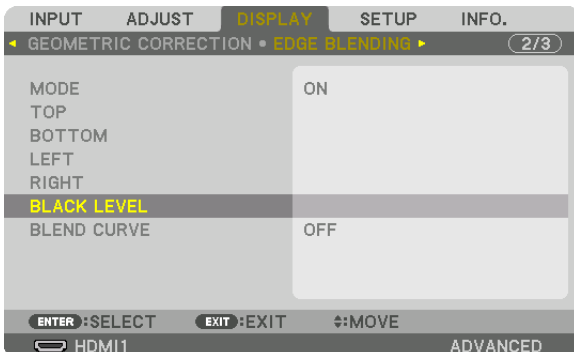 INPUT ADJUST DISPLAY SETUP INFO.
◂ GEOMETRIC CORRECTION • EDGE BLENDING ▸ 2/3
MODE ON
TOP
BOTTOM
LEFT
RIGHT
BLACK LEVEL
BLEND CURVE OFF
ENTER :SELECT EXIT :EXIT ♦:MOVE
HDMI1 ADVANCED